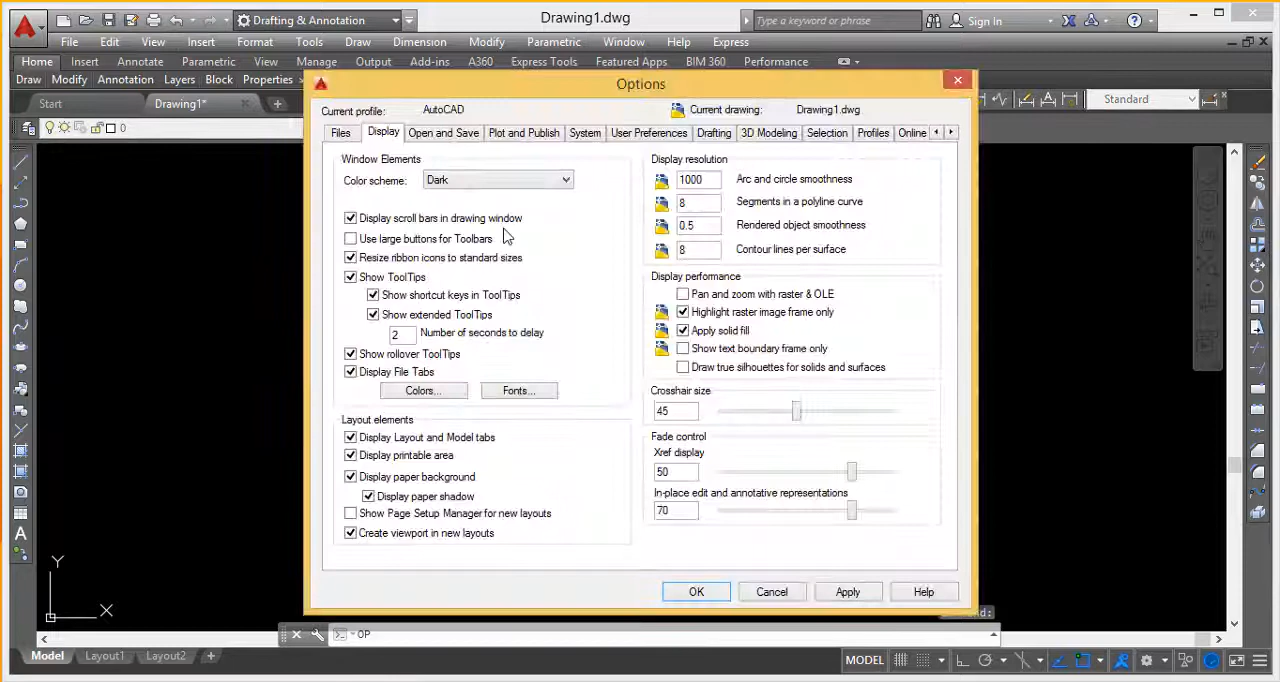 Drafting & Annotation
Drawing1.dwg
Type a keyword or phrase
Sign In
File Edit View Insert Format Tools Draw Dimension Modify Parametric Window Help Express
Home Insert Annotate Parametric View Manage Output Add-ins A360 Express Tools Featured Apps BIM 360 Performance
Draw Modify Annotation Layers Block Properties
Options
Start Drawing1*
Standard
Current profile: AutoCAD Current drawing: Drawing1.dwg
0
Files Display Open and Save Plot and Publish System User Preferences Drafting 3D Modeling Selection Profiles Online
Window Elements
Color scheme: Dark
Display scroll bars in drawing window
Use large buttons for Toolbars
Resize ribbon icons to standard sizes
Show ToolTips
Show shortcut keys in ToolTips
Show extended ToolTips
2 Number of seconds to delay
Show rollover ToolTips
Display File Tabs
Colors... Fonts...
Layout elements
Display Layout and Model tabs
Display printable area
Display paper background
Display paper shadow
Show Page Setup Manager for new layouts
Create viewport in new layouts
Display resolution
1000 Arc and circle smoothness
8 Segments in a polyline curve
0.5 Rendered object smoothness
8 Contour lines per surface
Display performance
Pan and zoom with raster & OLE
Highlight raster image frame only
Apply solid fill
Show text boundary frame only
Draw true silhouettes for solids and surfaces
Crosshair size
45
Fade control
Xref display
50
In-place edit and annotative representations
70
OK Cancel Apply Help
Y
X
OP
Model Layout1 Layout2 +
MODEL